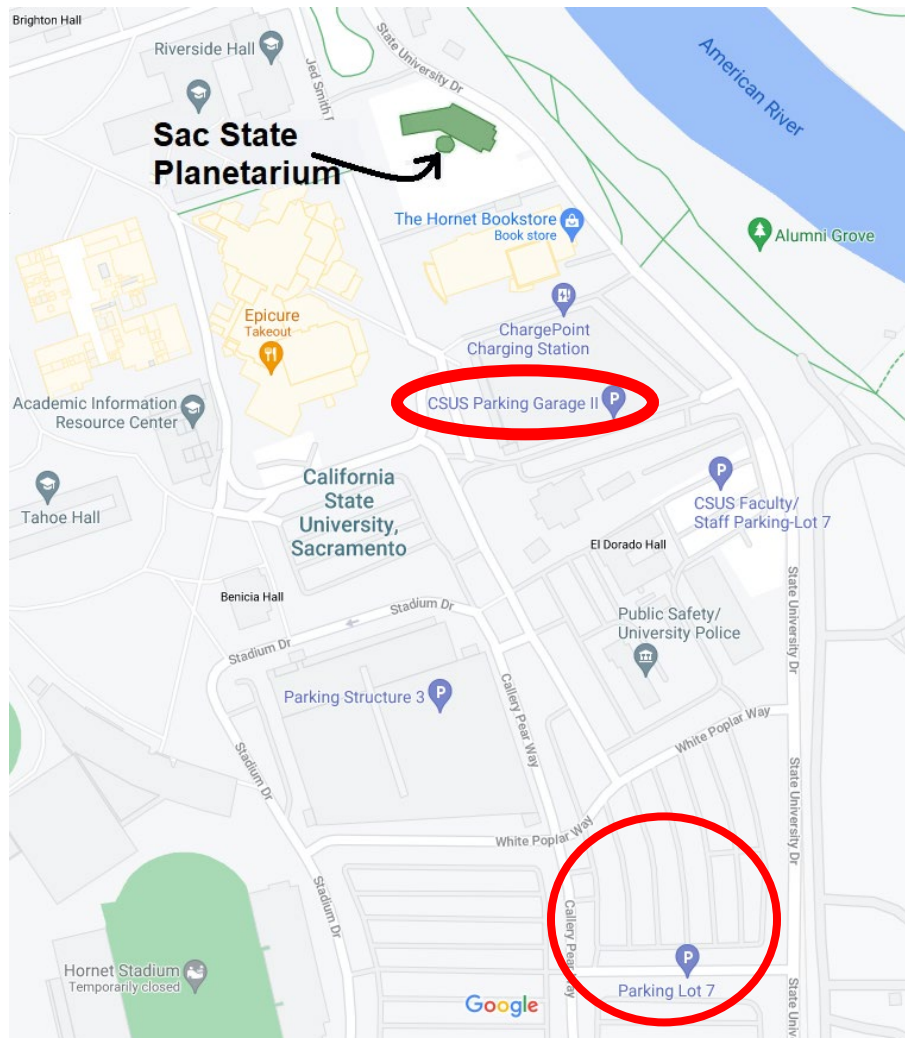 Brighton Hall
Riverside Hall
State University Dr
Jed Smith
American River
Sac State
Planetarium
The Hornet Bookstore
Book store
Alumni Grove
Epicure
Takeout
ChargePoint
Charging Station
CSUS Parking Garage II
Academic Information
Resource Center
California
State
University,
Sacramento
Tahoe Hall
CSUS Faculty/
Staff Parking-Lot 7
El Dorado Hall
Benicia Hall
Stadium Dr
State University Dr
Public Safety/
University Police
Stadium Dr
Parking Structure 3
Callery Pear Way
White Poplar Way
Stadium Dr
State University Dr
White Poplar Way
Stadium Dr
Callery Pear Way
Hornet Stadium
Temporarily closed
Google
Parking Lot 7
State Univ